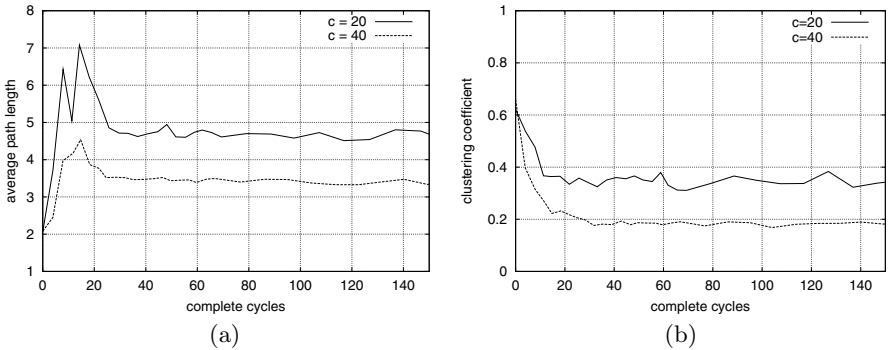 8
7
6
5
4
3
2
1
0 20 40 60 80 100 120 140
average path length
complete cycles
c = 20
c = 40
(a)
1
0.8
0.6
0.4
0.2
0
0 20 40 60 80 100 120 140
clustering coefficient
complete cycles
c=20
c=40
(b)